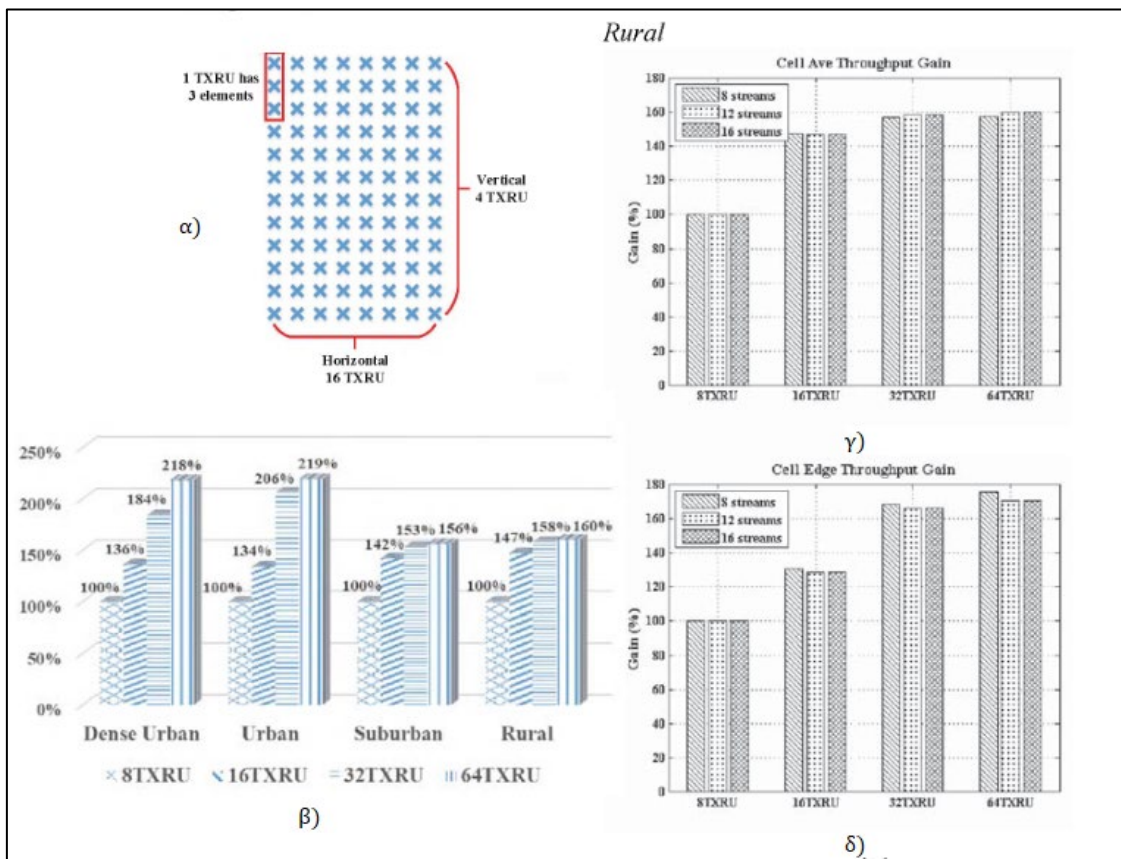 1 TXRU has
3 elements
Vertical
4 TXRU
α)
Horizontal
16 TXRU
250%
200%
150%
100%
50%
0%
100%
136%
184%
218%
100%
134%
206%
219%
100%
142%
153%
156%
100%
147%
158%
160%
Dense Urban
Urban
Suburban
Rural
8TXRU
16TXRU
32TXRU
64TXRU
β)
Rural
Cell Ave Throughput Gain
180
160
140
120
100
80
60
40
20
0
Gain (%)
8 streams
12 streams
16 streams
8TXRU
16TXRU
32TXRU
64TXRU
γ)
Cell Edge Throughput Gain
180
160
140
120
100
80
60
40
20
0
Gain (%)
8 streams
12 streams
16 streams
8TXRU
16TXRU
32TXRU
64TXRU
δ)